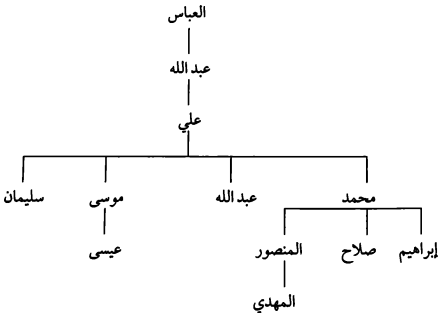 العباس
عبد الله
علي
محمد عبد الله موسى سليمان
إبراهيم صلاح المنصور عيسى
المهدي